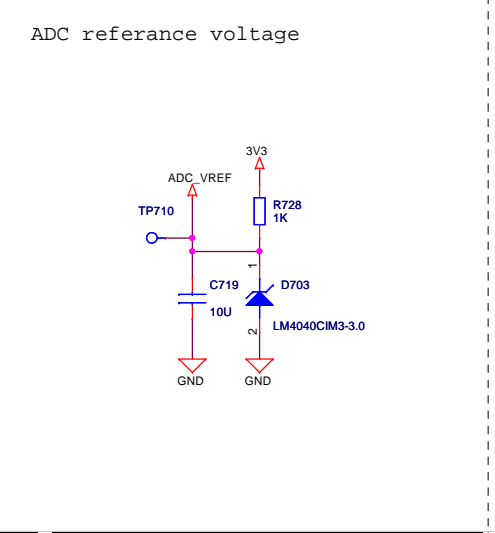 ADC referance voltage
3V3
ADC_VREF
R728
1K
TP710
C719
10U
1
D703
LM4040CIM3-3.0
2
GND
GND